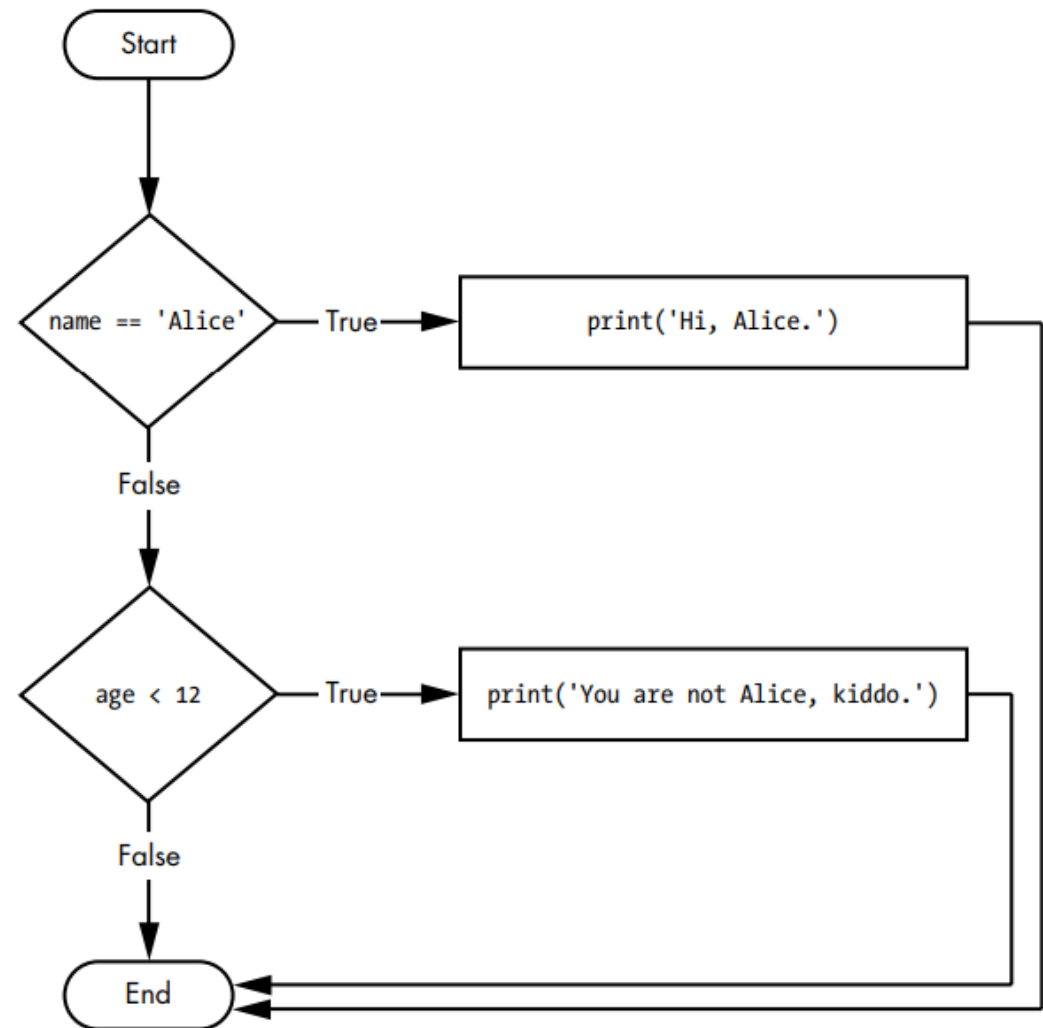 Start
name == 'Alice'
True
print('Hi, Alice.')
False
age < 12
True
print('You are not Alice, kiddo.')
False
End